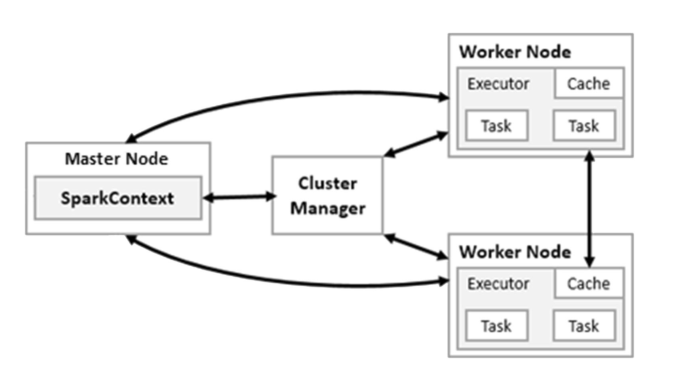 Master Node
SparkContext
Cluster
Manager
Worker Node
Executor
Cache
Task
Task
Worker Node
Executor
Cache
Task
Task